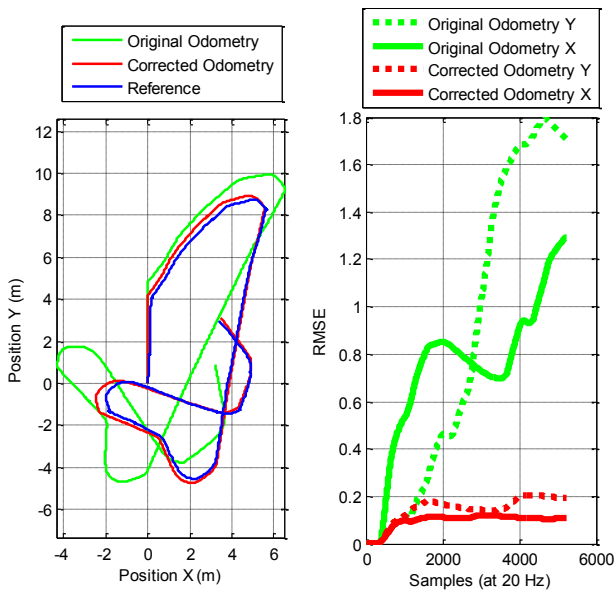 Original Odometry
Corrected Odometry
Reference
12
10
8
6
4
2
0
-2
-4
-6
-4
-2
0
2
4
6
Position Y (m)
Position X (m)
Original Odometry Y
Original Odometry X
Corrected Odometry Y
Corrected Odometry X
1.8
1.6
1.4
1.2
1
0.8
0.6
0.4
0.2
0
0
2000
4000
6000
RMSE
Samples (at 20 Hz)